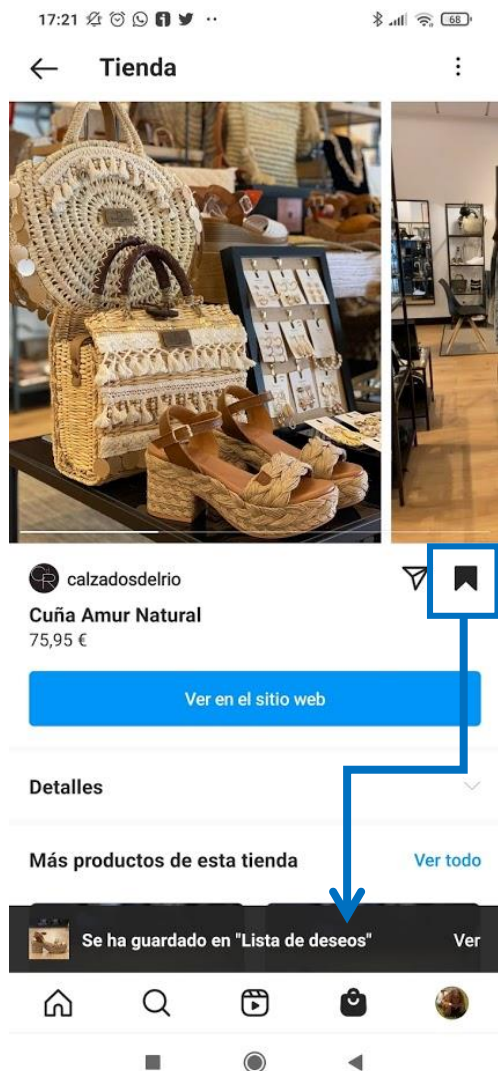 17:21
68
Tienda
calzadosdelrio
Cuña Amur Natural
75,95 €
Ver en el sitio web
Detalles
Más productos de esta tienda Ver todo
Se ha guardado en "Lista de deseos" Ver